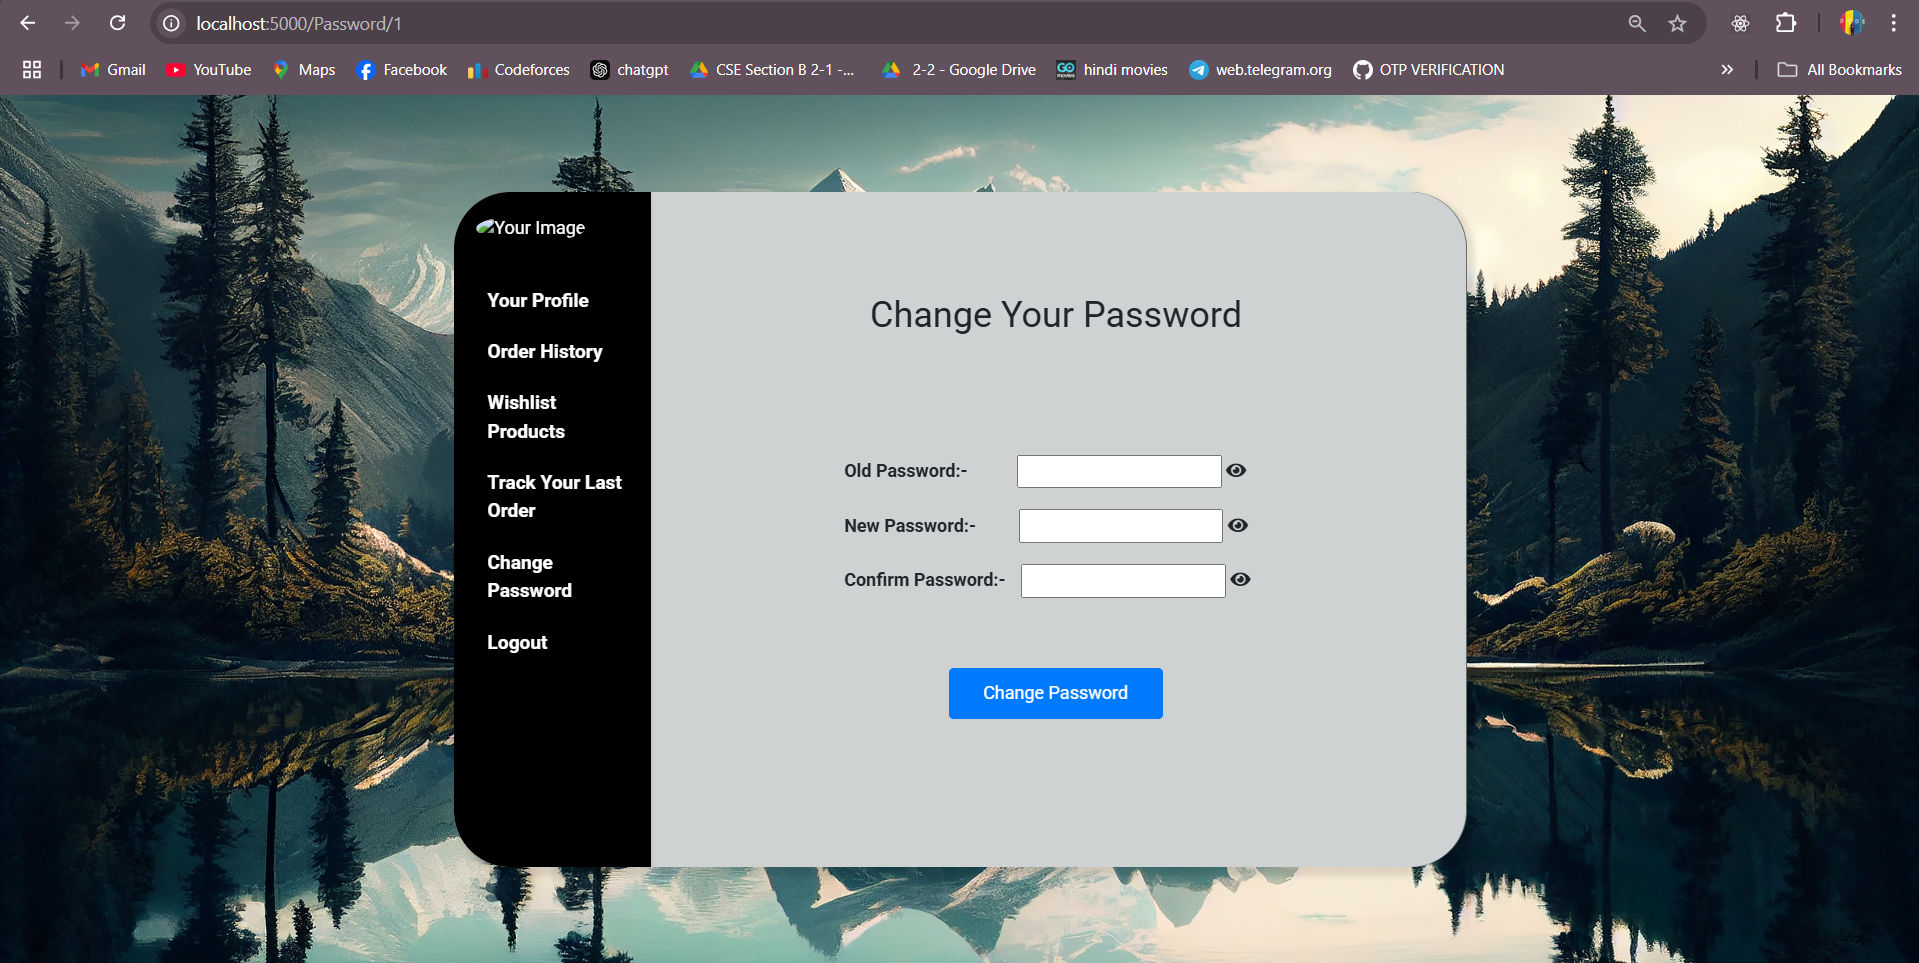 localhost:5000/Password/1
Gmail YouTube Maps Facebook Codeforces chatgpt CSE Section B 2-1 -... 2-2 - Google Drive GO movies hindi movies web.telegram.org OTP VERIFICATION All Bookmarks
Your Image
Your Profile
Order History
Wishlist
Products
Track Your Last
Order
Change
Password
Logout
Change Your Password
Old Password:-
New Password:-
Confirm Password:-
Change Password